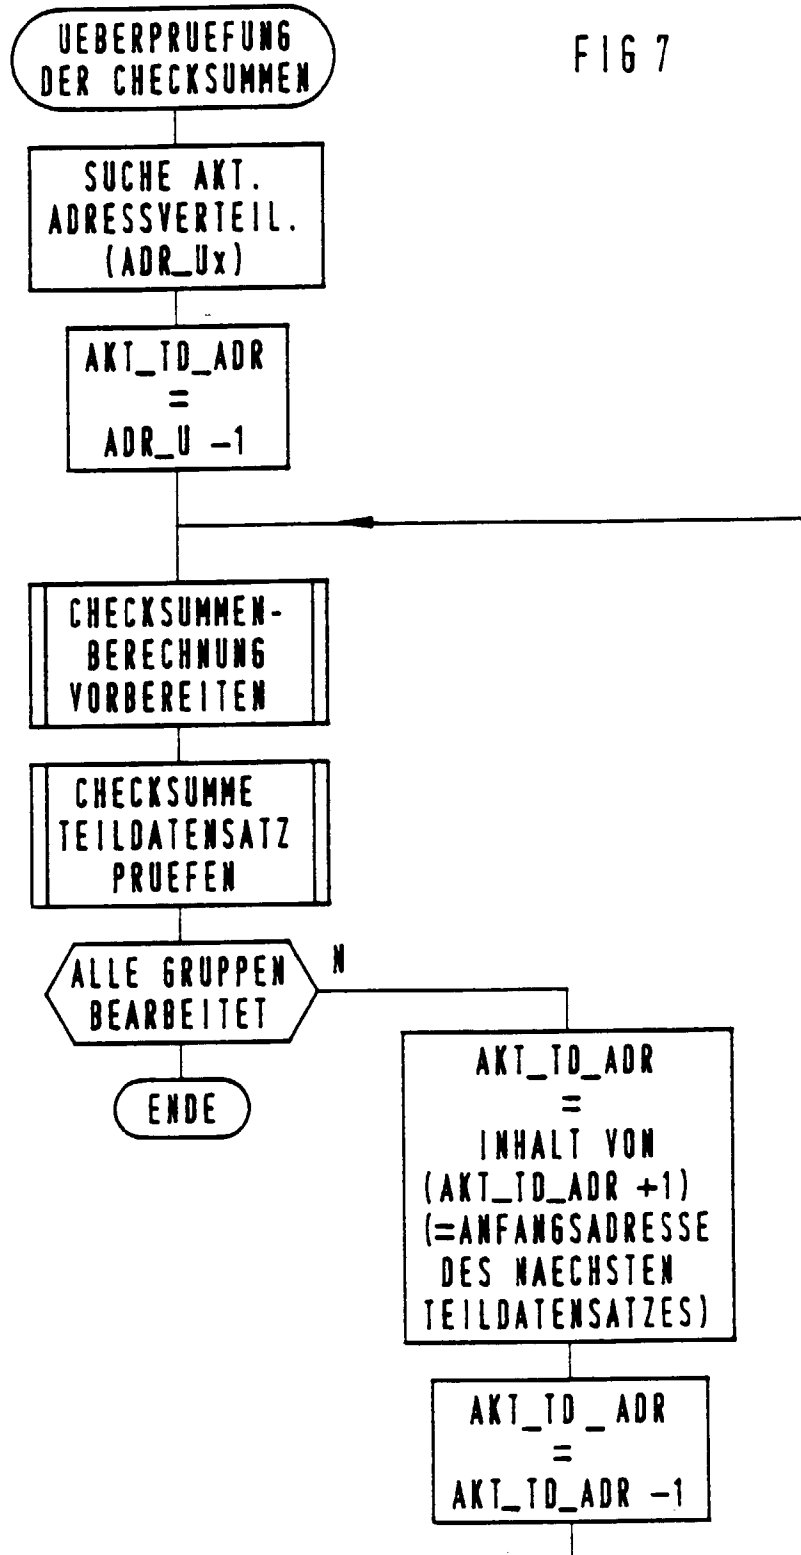 UEBERPRUEFUNG
DER CHECKSUMMEN
FIG 7
SUCHE AKT.
ADRESSVERTEIL.
(ADR_Ux)
AKT_TD_ADR
=
ADR_U -1
CHECKSUMMEN-
BERECHNUNG
VORBEREITEN
CHECKSUMME
TEILDATENSATZ
PRUEFEN
ALLE GRUPPEN
BEARBEITET
N
ENDE
AKT_TD_ADR
=
INHALT VON
(AKT_TD_ADR +1)
(=ANFANGSADRESSE
DES NAECHSTEN
TEILDATENSATZES)
AKT_TD_ADR
=
AKT_TD_ADR -1